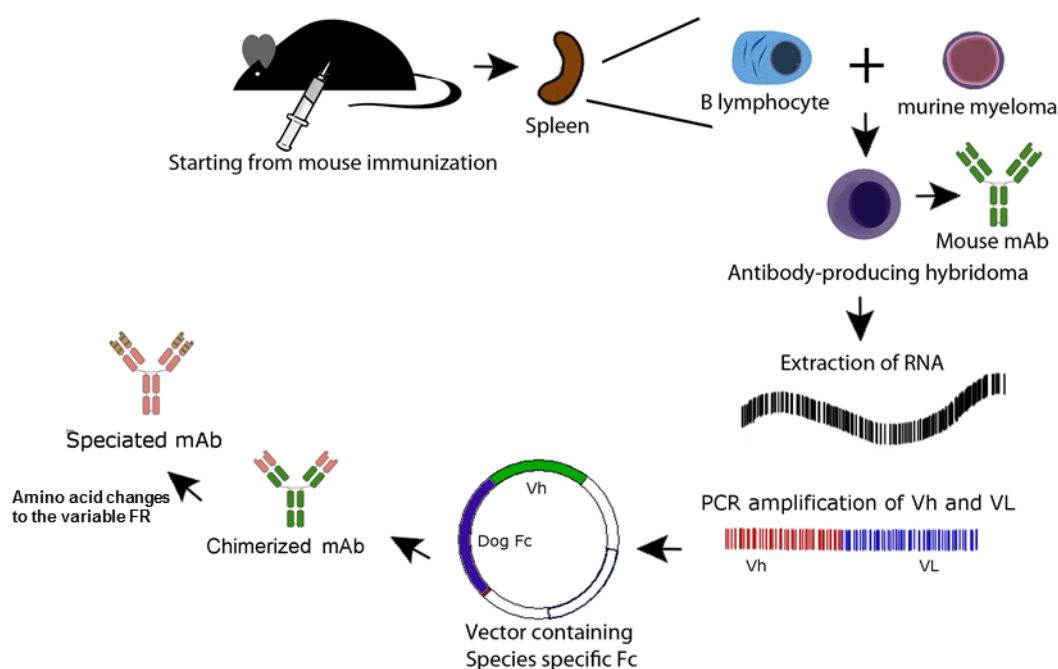 Starting from mouse immunization
Spleen
B lymphocyte
murine myeloma
Mouse mAb
Antibody-producing hybridoma
Extraction of RNA
PCR amplification of Vh and VL
Vh
VL
Vh
Dog Fc
Vector containing
Species specific Fc
Chimerized mAb
Amino acid changes
to the variable FR
Speciated mAb